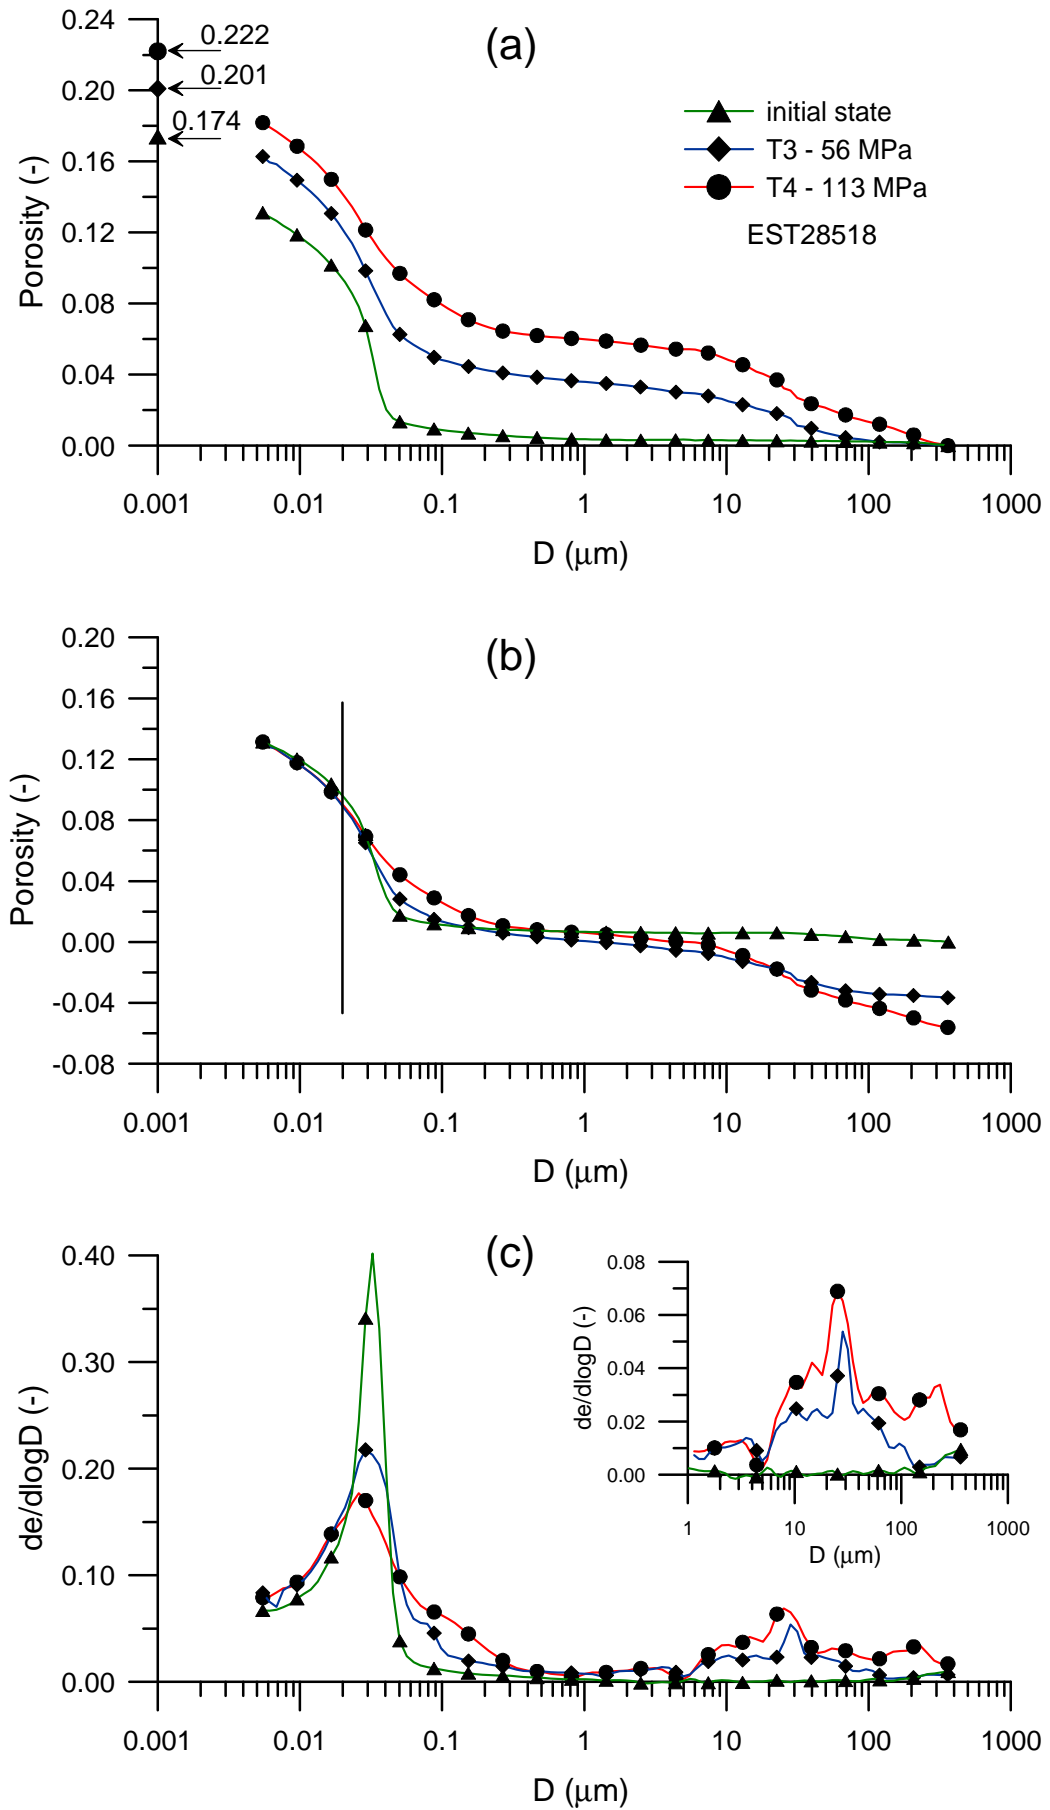 (a)
0.24
0.20
0.16
0.12
0.08
0.04
0.00
Porosity (-)
0.222
0.201
0.174
initial state
T3 - 56 MPa
T4 - 113 MPa
EST28518
0.001 0.01 0.1 1 10 100 1000
D (μm)
(b)
0.20
0.16
0.12
0.08
0.04
0.00
-0.04
-0.08
Porosity (-)
0.001 0.01 0.1 1 10 100 1000
D (μm)
(c)
0.40
0.30
0.20
0.10
0.00
de/dlogD (-)
0.001 0.01 0.1 1 10 100 1000
D (μm)
0.08
0.06
0.04
0.02
0.00
de/dlogD (-)
1 10 100 1000
D (μm)